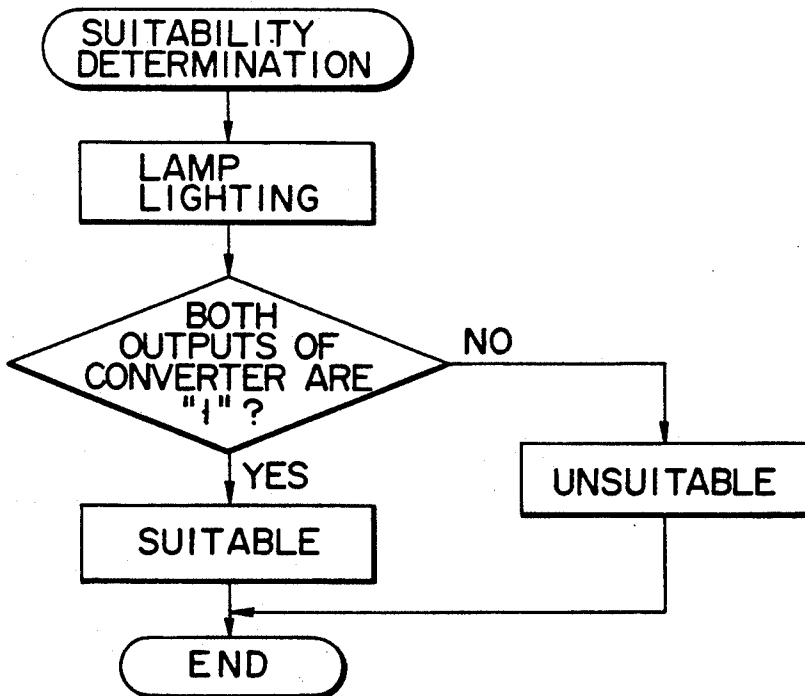 SUITABILITY
DETERMINATION
LAMP
LIGHTING
BOTH
OUTPUTS OF
CONVERTER ARE
"1" ?
NO
YES
UNSUITABLE
SUITABLE
END